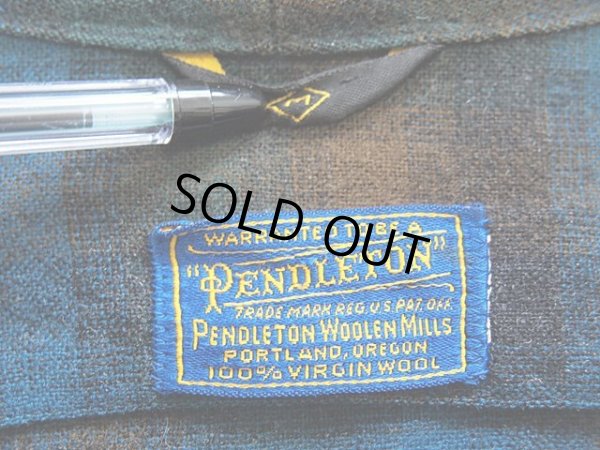 M
SOLD OUT
WARRANTED TO BE A
"PENDLETON"
TRADE MARK REG. U.S. PAT. OFF.
PENDLETON WOOLEN MILLS
PORTLAND, OREGON
100% VIRGIN WOOL